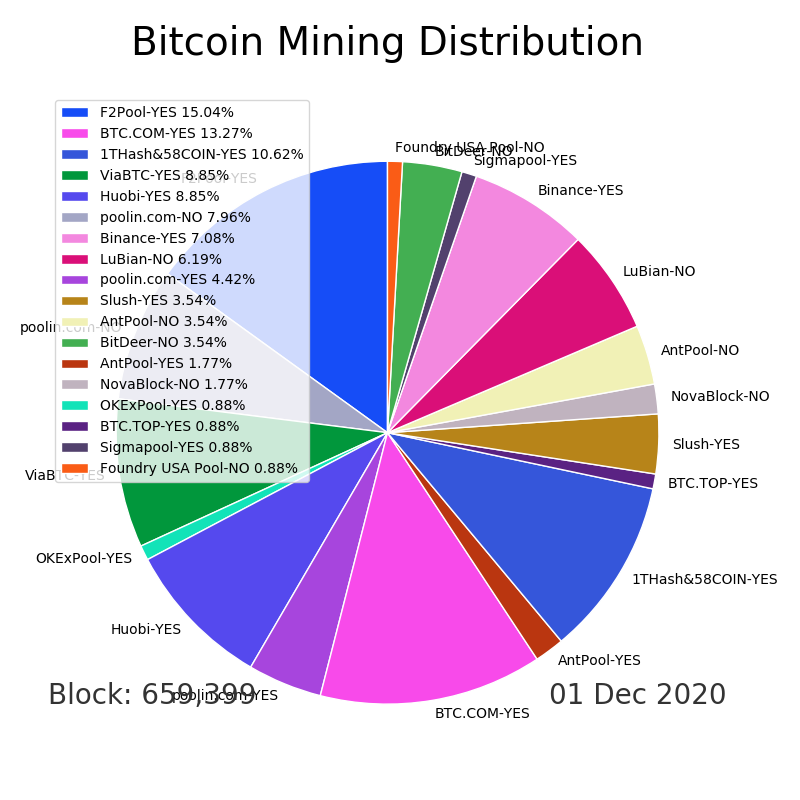 Bitcoin Mining Distribution
F2Pool-YES 15.04%
BTC.COM-YES 13.27%
1THash&58COIN-YES 10.62%
ViaBTC-YES 8.85%
Huobi-YES 8.85%
poolin.com-NO 7.96%
Binance-YES 7.08%
LuBian-NO 6.19%
poolin.com-YES 4.42%
Slush-YES 3.54%
AntPool-NO 3.54%
BitDeer-NO 3.54%
AntPool-YES 1.77%
NovaBlock-NO 1.77%
OKExPool-YES 0.88%
BTC.TOP-YES 0.88%
Sigmapool-YES 0.88%
Foundry USA Pool-NO 0.88%
Foundry USA Pool-NO
BitDeer-NO
Sigmapool-YES
Binance-YES
LuBian-NO
AntPool-NO
NovaBlock-NO
Slush-YES
BTC.TOP-YES
1THash&58COIN-YES
AntPool-YES
BTC.COM-YES
poolin.com-YES
Huobi-YES
OKExPool-YES
ViaBTC-YES
poolin.com-NO
F2Pool-YES
Block: 659,399
01 Dec 2020